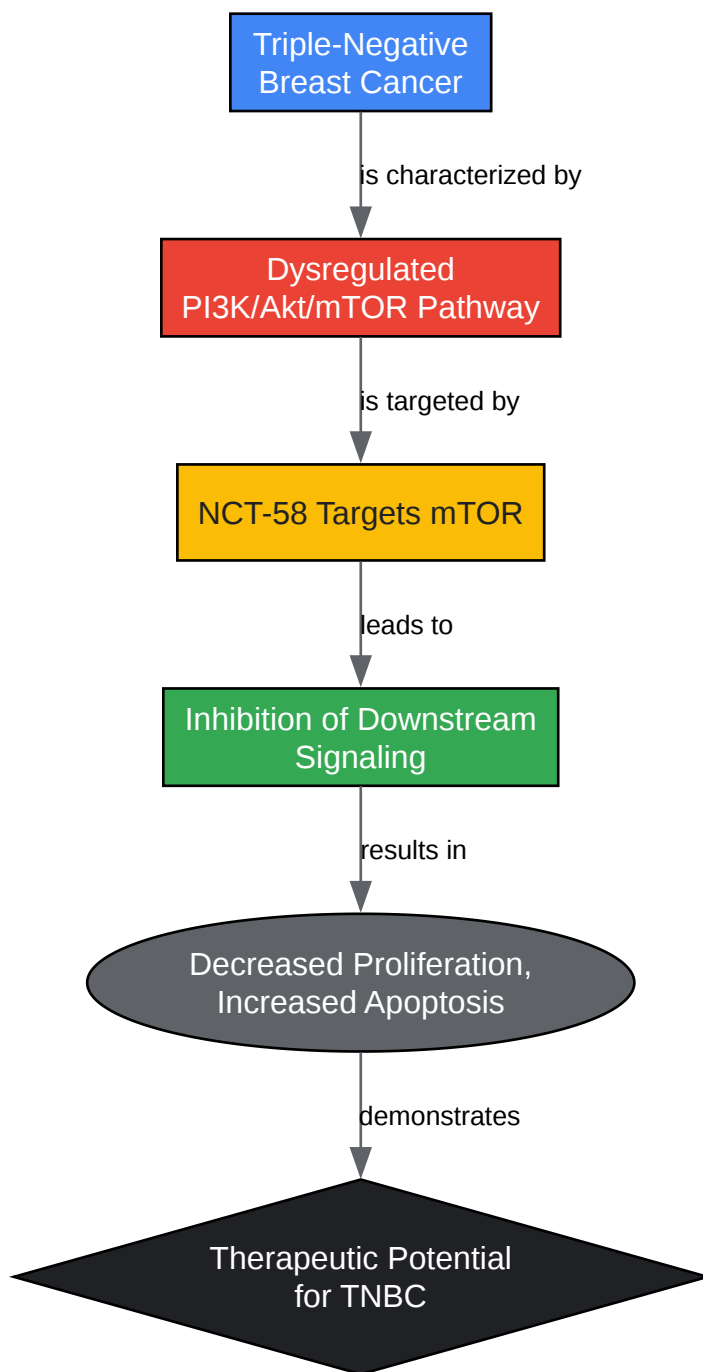 Triple-Negative
Breast Cancer
is characterized by
Dysregulated
PI3K/Akt/mTOR Pathway
is targeted by
NCT-58 Targets mTOR
leads to
Inhibition of Downstream
Signaling
results in
Decreased Proliferation,
Increased Apoptosis
demonstrates
Therapeutic Potential
for TNBC